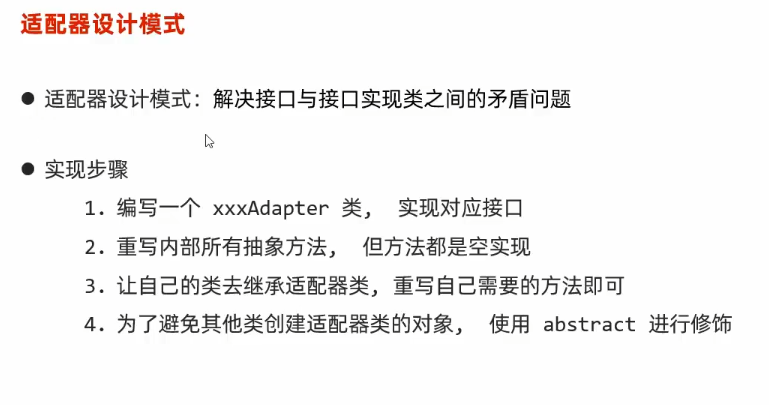 适配器设计模式
● 适配器设计模式：解决接口与接口实现类之间的矛盾问题
● 实现步骤
1. 编写一个 xxxAdapter 类， 实现对应接口
2. 重写内部所有抽象方法， 但方法都是空实现
3. 让自己的类去继承适配器类, 重写自己需要的方法即可
4. 为了避免其他类创建适配器类的对象， 使用 abstract 进行修饰